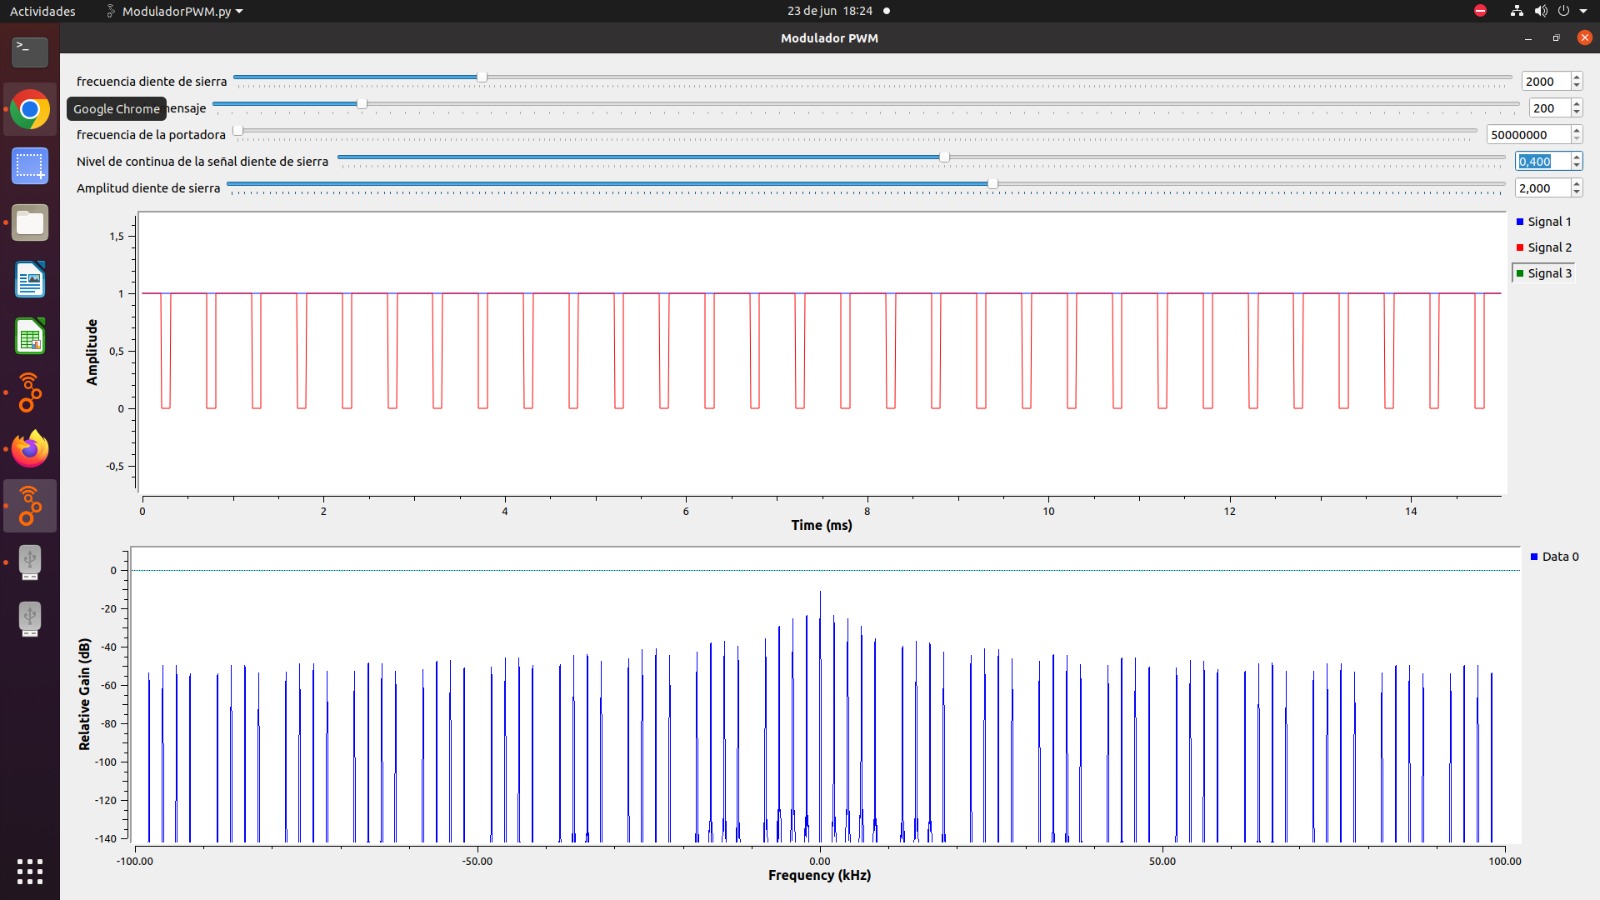 Actividades ModuladorPWM.py 23 de jun 18:24
Modulador PWM
frecuencia diente de sierra 2000
Google Chrome ensaje 200
frecuencia de la portadora 50000000
Nivel de continua de la señal diente de sierra 0,400
Amplitud diente de sierra 2,000
Signal 1
Signal 2
Signal 3
1,5
1
0,5
0
-0,5
Amplitude
0 2 4 6 8 10 12 14
Time (ms)
Data 0
0
-20
-40
-60
-80
-100
-120
-140
Relative Gain (dB)
-100.00 -50.00 0.00 50.00 100.00
Frequency (kHz)